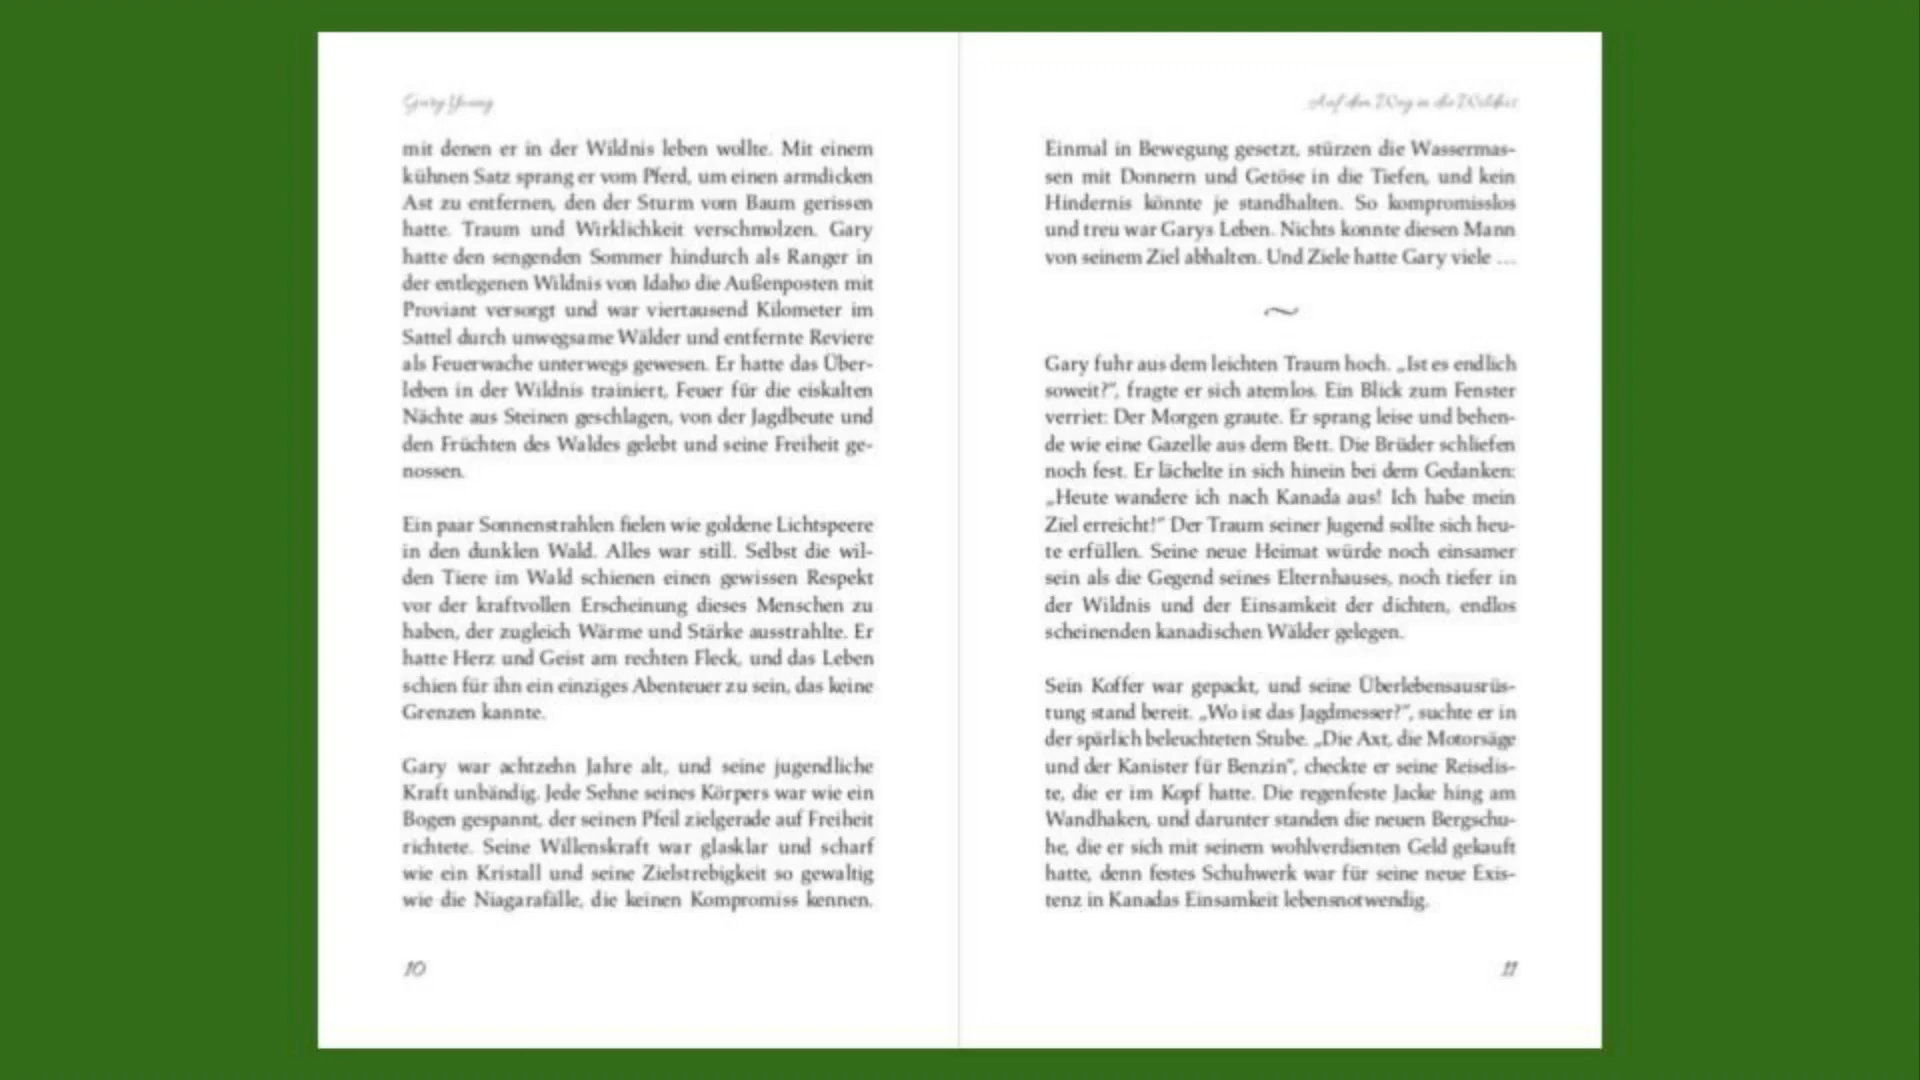 Gary Young
mit denen er in der Wildnis leben wollte. Mit einem
kühnen Satz sprang er vom Pferd, um einen armdicken
Ast zu entfernen, den der Sturm vom Baum gerissen
hatte. Traum und Wirklichkeit verschmolzen. Gary
hatte den sengenden Sommer hindurch als Ranger in
der entlegenen Wildnis von Idaho die Außenposten mit
Proviant versorgt und war viertausend Kilometer im
Sattel durch unwegsame Wälder und entfernte Reviere
als Feuerwache unterwegs gewesen. Er hatte das Über-
leben in der Wildnis trainiert, Feuer für die eiskalten
Nächte aus Steinen geschlagen, von der Jagdbeute und
den Früchten des Waldes gelebt und seine Freiheit ge-
nossen.
Ein paar Sonnenstrahlen fielen wie goldene Lichtspeere
in den dunklen Wald. Alles war still. Selbst die wil-
den Tiere im Wald schienen einen gewissen Respekt
vor der kraftvollen Erscheinung dieses Menschen zu
haben, der zugleich Wärme und Stärke ausstrahlte. Er
hatte Herz und Geist am rechten Fleck, und das Leben
schien für ihn ein einziges Abenteuer zu sein, das keine
Grenzen kannte.
Gary war achtzehn Jahre alt, und seine jugendliche
Kraft unbändig. Jede Sehne seines Körpers war wie ein
Bogen gespannt, der seinen Pfeil zielgerade auf Freiheit
richtete. Seine Willenskraft war glasklar und scharf
wie ein Kristall und seine Zielstrebigkeit so gewaltig
wie die Niagarafälle, die keinen Kompromiss kennen.
10
Auf dem Weg in die Wildnis
Einmal in Bewegung gesetzt, stürzen die Wassermas-
sen mit Donnern und Getöse in die Tiefen, und kein
Hindernis könnte je standhalten. So kompromisslos
und treu war Garys Leben. Nichts konnte diesen Mann
von seinem Ziel abhalten. Und Ziele hatte Gary viele ...
~
Gary fuhr aus dem leichten Traum hoch. „Ist es endlich
soweit?“, fragte er sich atemlos. Ein Blick zum Fenster
verriet: Der Morgen graute. Er sprang leise und behen-
de wie eine Gazelle aus dem Bett. Die Brüder schliefen
noch fest. Er lächelte in sich hinein bei dem Gedanken:
„Heute wandere ich nach Kanada aus! Ich habe mein
Ziel erreicht!“ Der Traum seiner Jugend sollte sich heu-
te erfüllen. Seine neue Heimat würde noch einsamer
sein als die Gegend seines Elternhauses, noch tiefer in
der Wildnis und der Einsamkeit der dichten, endlos
scheinenden kanadischen Wälder gelegen.
Sein Koffer war gepackt, und seine Überlebensausrüs-
tung stand bereit. „Wo ist das Jagdmesser?“, suchte er in
der spärlich beleuchteten Stube. „Die Axt, die Motorsäge
und der Kanister für Benzin“, checkte er seine Reiselis-
te, die er im Kopf hatte. Die regenfeste Jacke hing am
Wandhaken, und darunter standen die neuen Bergschu-
he, die er sich mit seinem wohlverdienten Geld gekauft
hatte, denn festes Schuhwerk war für seine neue Exis-
tenz in Kanadas Einsamkeit lebensnotwendig.
11